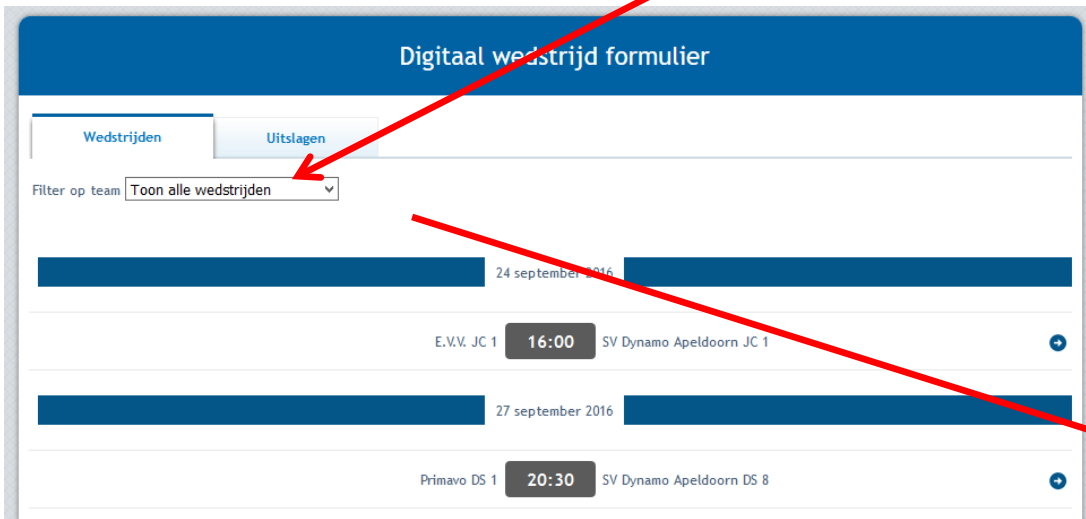 Digitaal wedstrijd formulier
Wedstrijden Uitslagen
Filter op team Toon alle wedstrijden
24 september 2016
E.V.V. JC 1 16:00 SV Dynamo Apeldoorn JC 1
27 september 2016
Primavo DS 1 20:30 SV Dynamo Apeldoorn DS 8